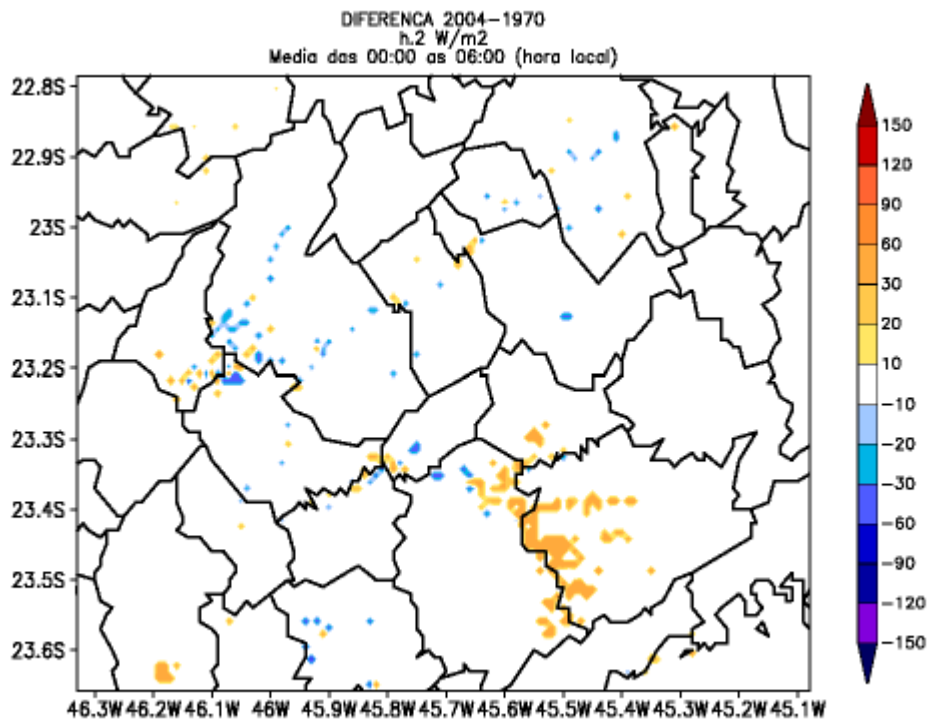 DIFERENCA 2004-1970
h.2 W/m2
Media das 00:00 as 06:00 (hora local)
22.8S
22.9S
23S
23.1S
23.2S
23.3S
23.4S
23.5S
23.6S
46.3W 46.2W 46.1W 46W 45.9W 45.8W 45.7W 45.6W 45.5W 45.4W 45.3W 45.2W 45.1W
150
120
90
60
30
20
10
-10
-20
-30
-60
-90
-120
-150